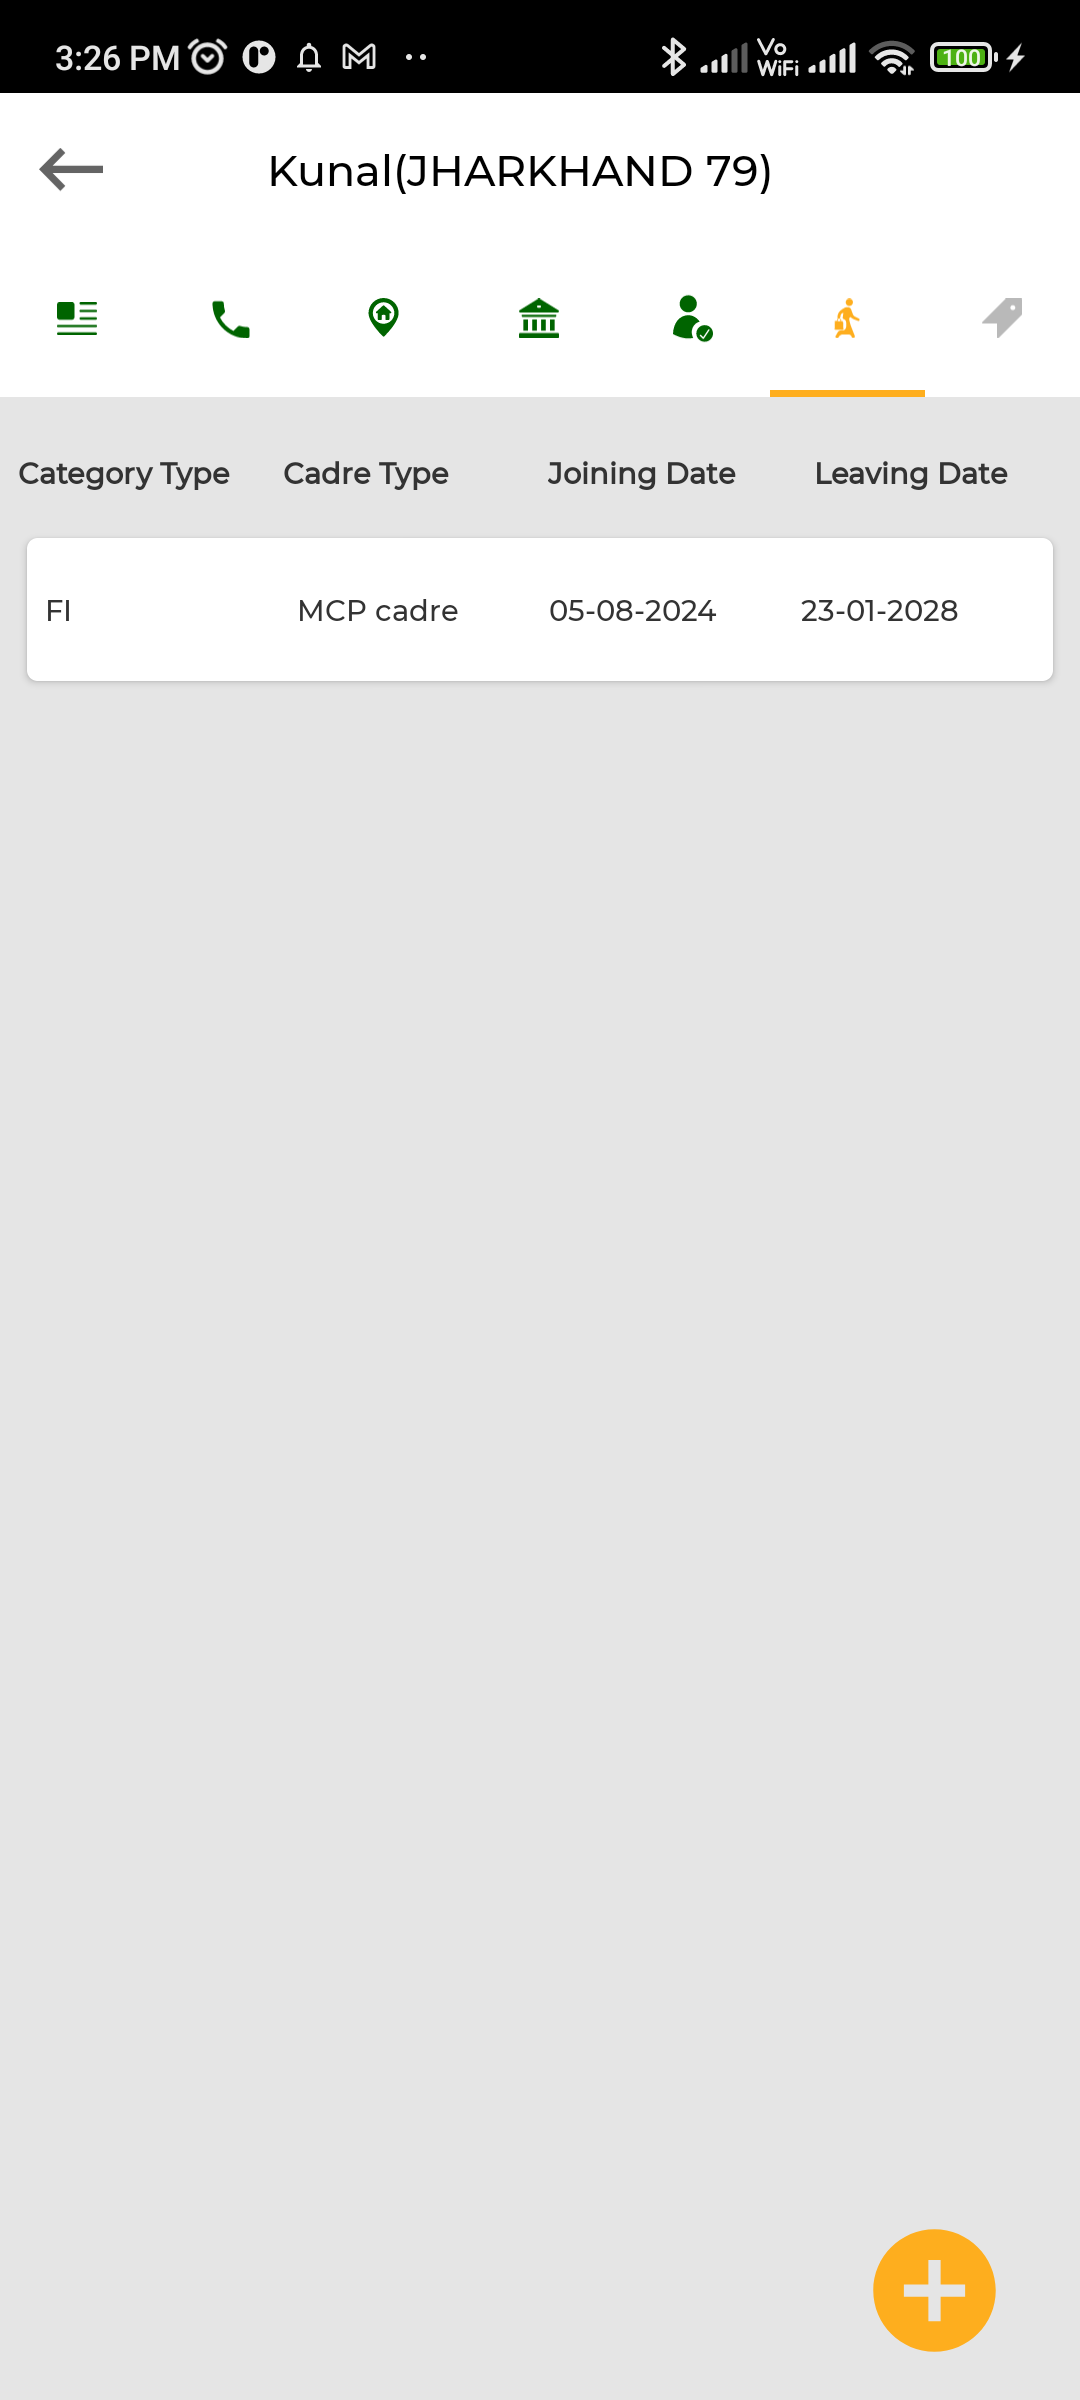 3:26 PM
Vo WiFi
100
Kunal(JHARKHAND 79)
Category Type Cadre Type Joining Date Leaving Date
FI MCP cadre 05-08-2024 23-01-2028